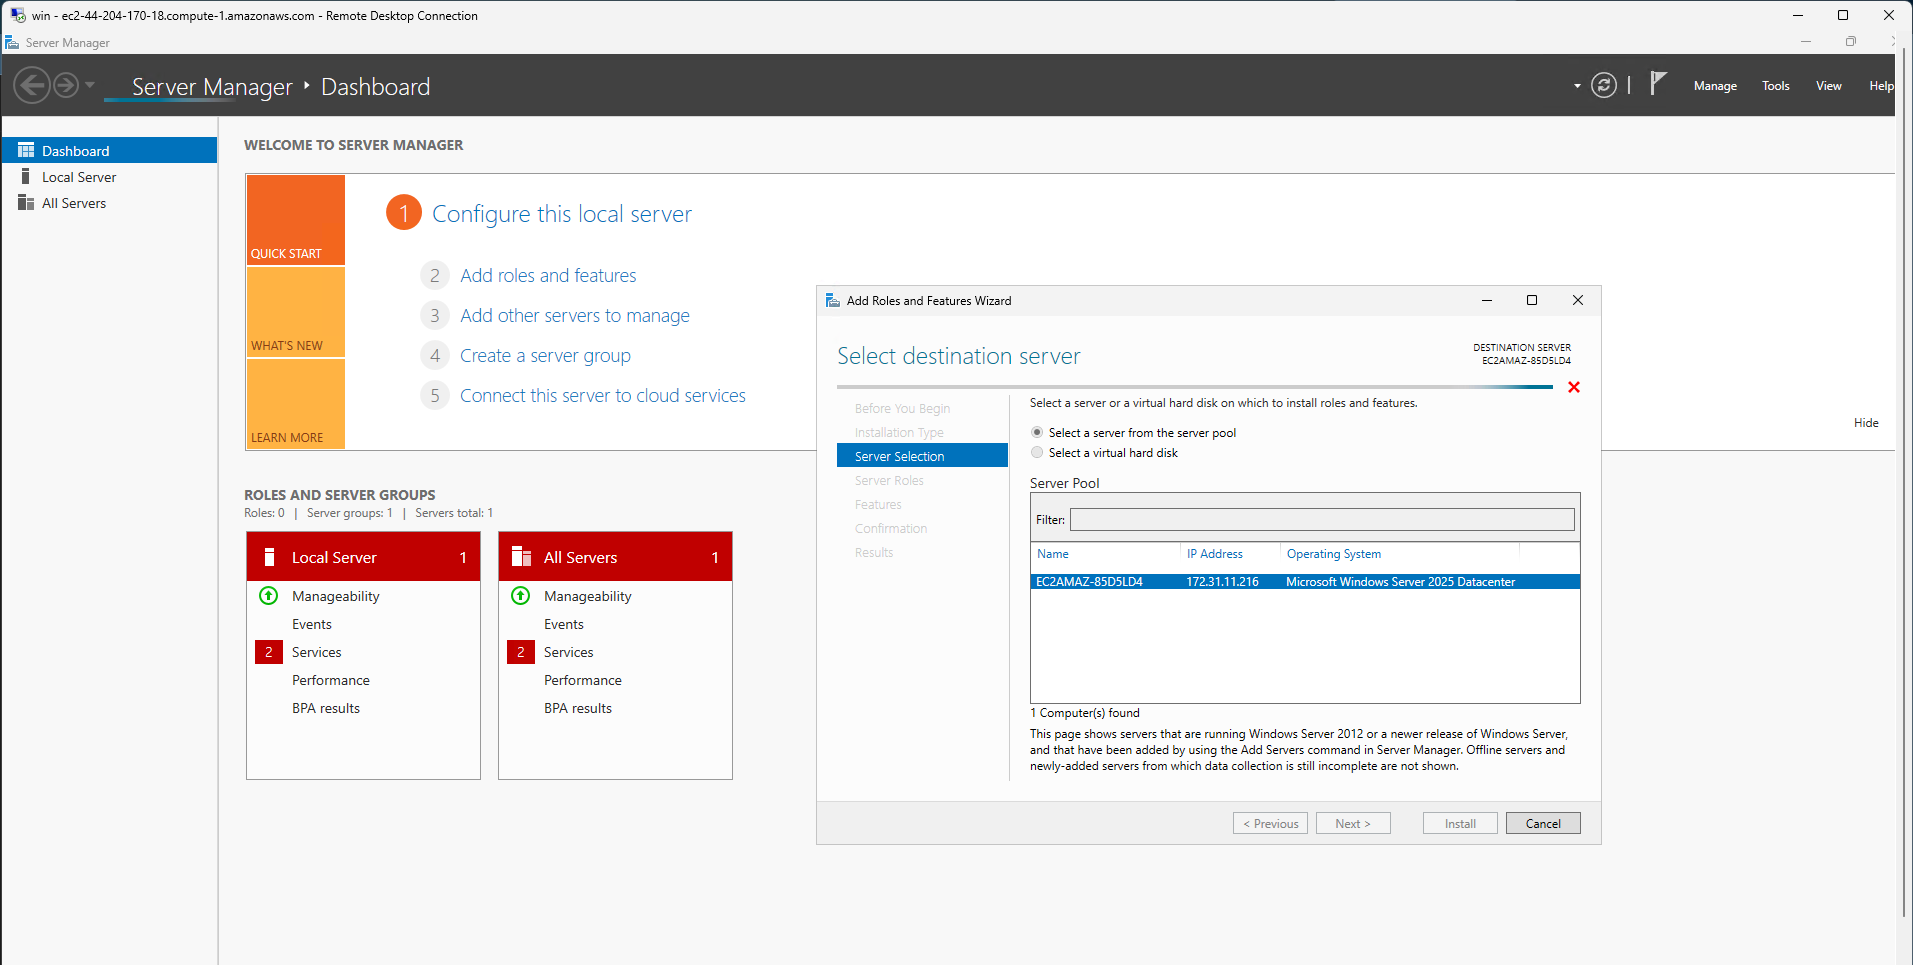 win - ec2-44-204-170-18.compute-1.amazonaws.com - Remote Desktop Connection
Server Manager
Server Manager ‣ Dashboard
Manage Tools View Help
Dashboard
Local Server
All Servers
WELCOME TO SERVER MANAGER
QUICK START
WHAT'S NEW
LEARN MORE
1 Configure this local server
2 Add roles and features
3 Add other servers to manage
4 Create a server group
5 Connect this server to cloud services
Hide
ROLES AND SERVER GROUPS
Roles: 0 | Server groups: 1 | Servers total: 1
Local Server 1
Manageability
Events
2 Services
Performance
BPA results
All Servers 1
Manageability
Events
2 Services
Performance
BPA results
Add Roles and Features Wizard
Select destination server
DESTINATION SERVER
EC2AMAZ-85D5LD4
Before You Begin
Installation Type
Server Selection
Server Roles
Features
Confirmation
Results
Select a server or a virtual hard disk on which to install roles and features.
Select a server from the server pool
Select a virtual hard disk
Server Pool
Filter:
Name IP Address Operating System
EC2AMAZ-85D5LD4 172.31.11.216 Microsoft Windows Server 2025 Datacenter
1 Computer(s) found
This page shows servers that are running Windows Server 2012 or a newer release of Windows Server,
and that have been added by using the Add Servers command in Server Manager. Offline servers and
newly-added servers from which data collection is still incomplete are not shown.
< Previous Next > Install Cancel